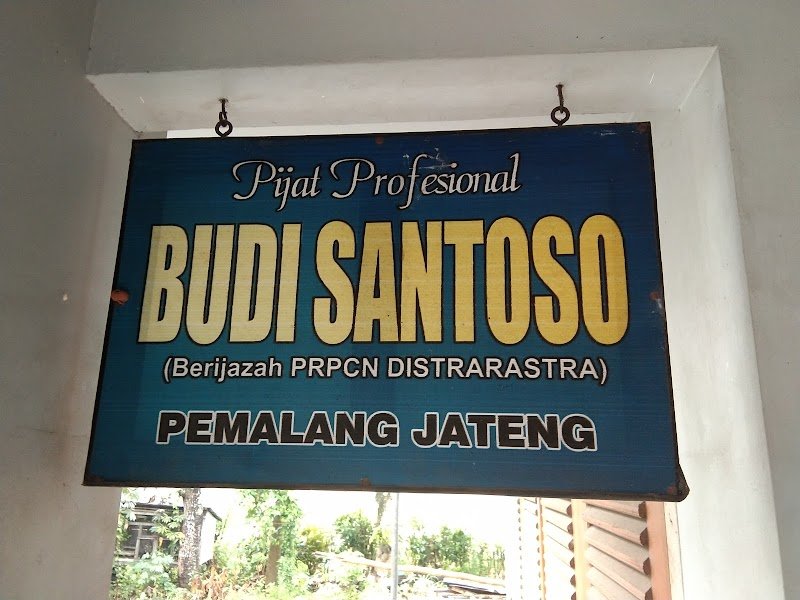 Pijat Profesional
BUDI SANTOSO
(Berijazah PRPCN DISTRARASTRA)
PEMALANG JATENG